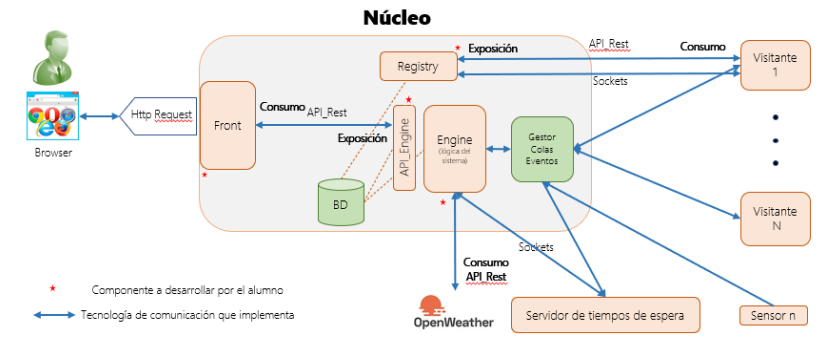 Núcleo
Exposición
API_Rest
Consumo
Registry
Visitante
1
Sockets
Http Request
Front
Consumo
API_Rest
Exposición
API_Engine
Engine
(lógica del
sistema)
Gestor
Colas
Eventos
Browser
BD
Visitante
N
Sockets
Consumo
API_Rest
Componente a desarrollar por el alumno
Tecnología de comunicación que implementa
OpenWeather
Servidor de tiempos de espera
Sensor n